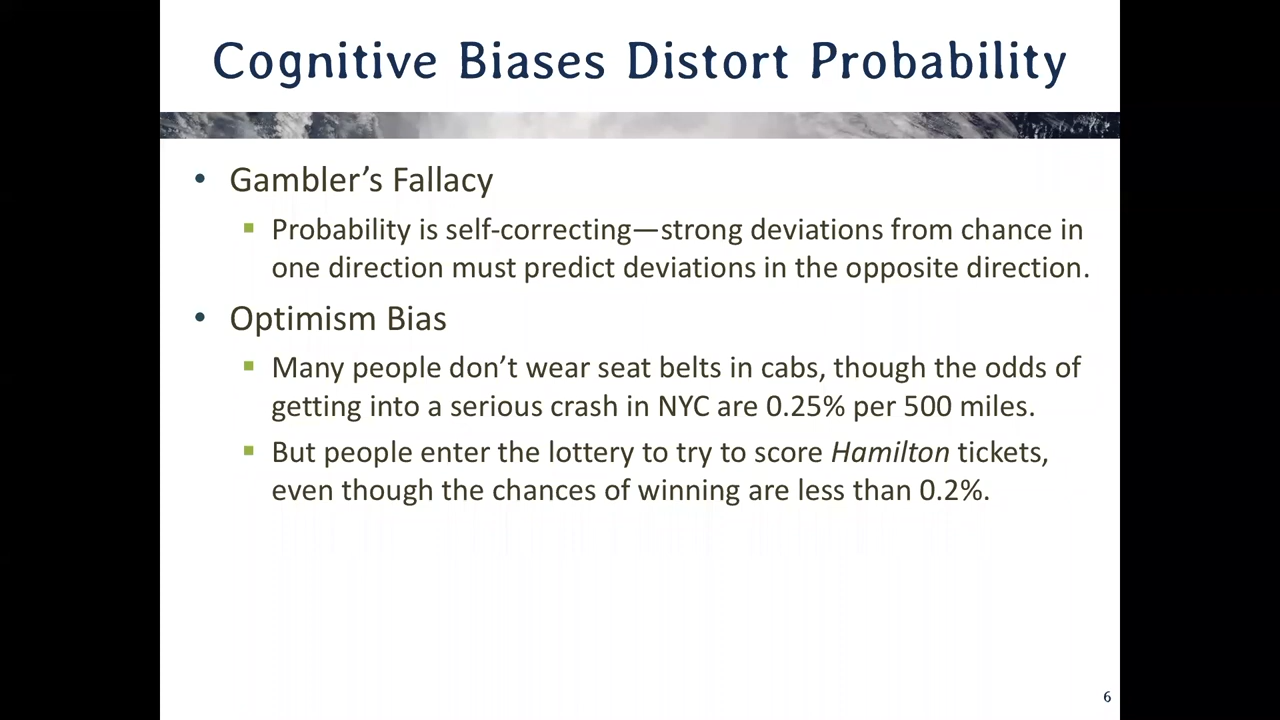 Cognitive Biases Distort Probability
• Gambler’s Fallacy
▪ Probability is self-correcting—strong deviations from chance in
one direction must predict deviations in the opposite direction.
• Optimism Bias
▪ Many people don’t wear seat belts in cabs, though the odds of
getting into a serious crash in NYC are 0.25% per 500 miles.
▪ But people enter the lottery to try to score Hamilton tickets,
even though the chances of winning are less than 0.2%.
6